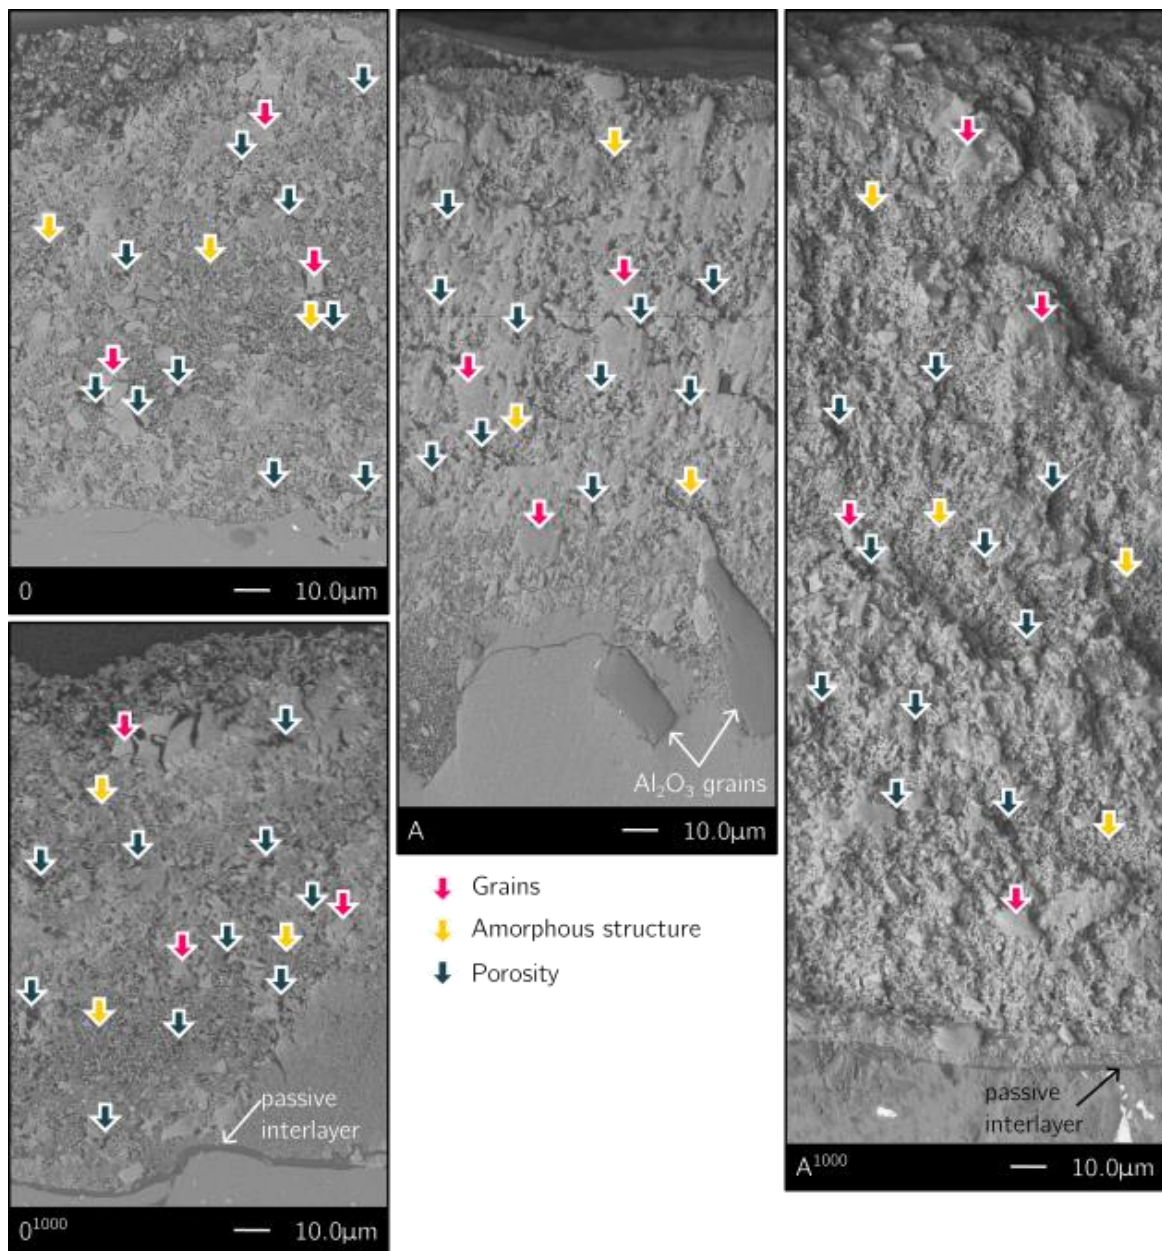 0 10.0µm
Al₂O₃ grains
A 10.0µm
Grains
Amorphous structure
Porosity
passive
interlayer
0¹⁰⁰⁰ 10.0µm
passive
interlayer
A¹⁰⁰⁰ 10.0µm